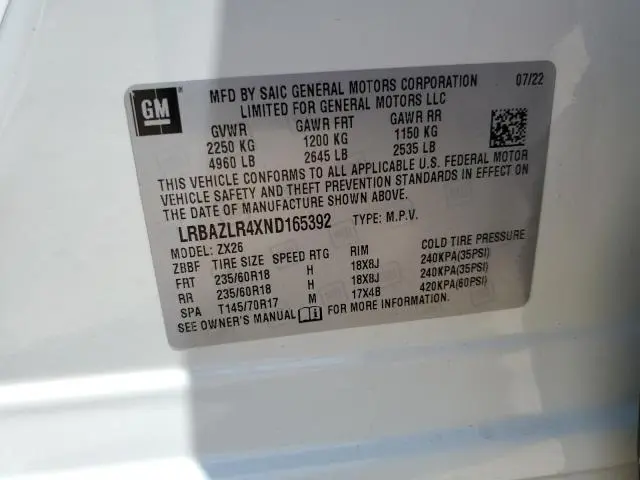 GM
MFD BY SAIC GENERAL MOTORS CORPORATION 07/22
LIMITED FOR GENERAL MOTORS LLC
GVWR GAWR FRT GAWR RR
2250 KG 1200 KG 1150 KG
4960 LB 2645 LB 2535 LB
THIS VEHICLE CONFORMS TO ALL APPLICABLE U.S. FEDERAL MOTOR
VEHICLE SAFETY AND THEFT PREVENTION STANDARDS IN EFFECT ON
THE DATE OF MANUFACTURE SHOWN ABOVE.
LRBAZLR4XND165392 TYPE: M.P.V.
MODEL: ZX26
ZBBF TIRE SIZE SPEED RTG RIM COLD TIRE PRESSURE
FRT 235/60R18 H 18X8J 240KPA(35PSI)
RR 235/60R18 H 18X8J 240KPA(35PSI)
SPA T145/70R17 M 17X4B 420KPA(60PSI)
SEE OWNER'S MANUAL FOR MORE INFORMATION.